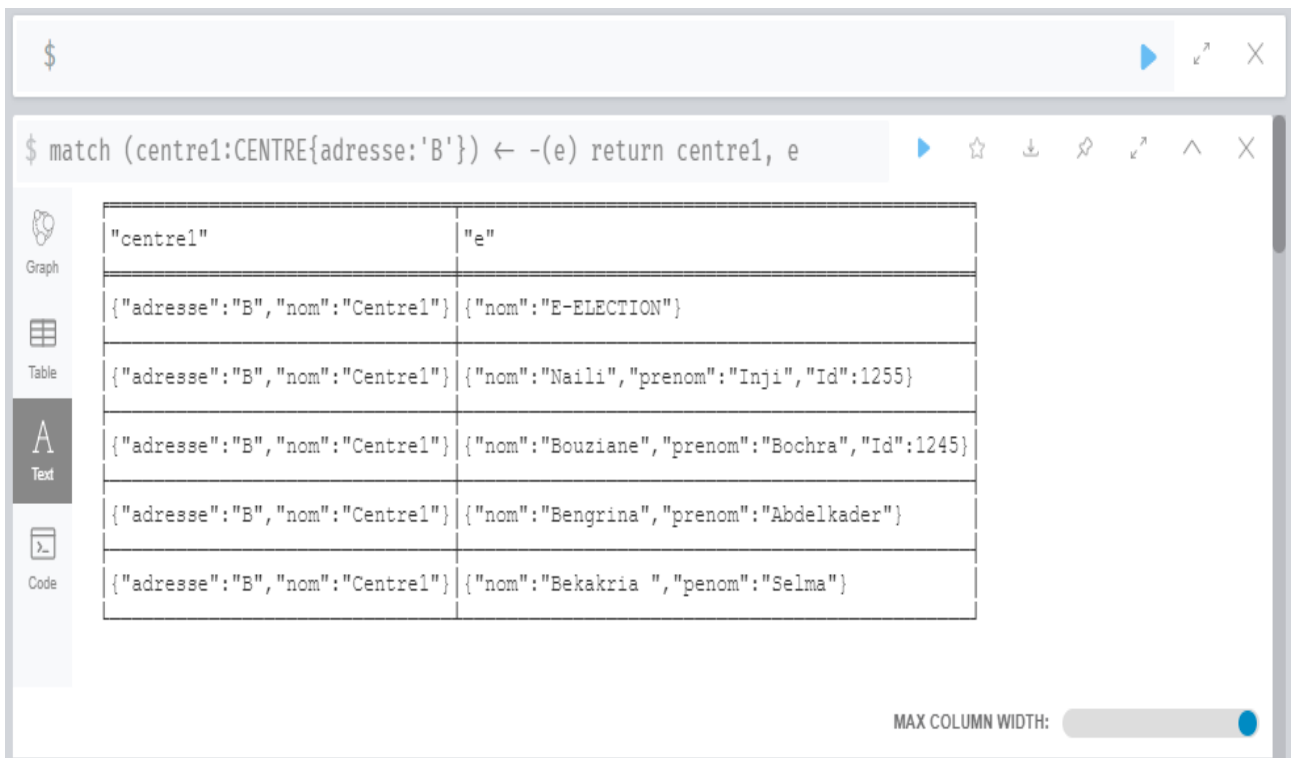 $
$ match (centre1:CENTRE{adresse:'B'}) ← -(e) return centre1, e
Graph
Table
A
Text
Code
"centre1" "e"
{"adresse":"B","nom":"Centre1"} {"nom":"E-ELECTION"}
{"adresse":"B","nom":"Centre1"} {"nom":"Naili","prenom":"Inji","Id":1255}
{"adresse":"B","nom":"Centre1"} {"nom":"Bouziane","prenom":"Bochra","Id":1245}
{"adresse":"B","nom":"Centre1"} {"nom":"Bengrina","prenom":"Abdelkader"}
{"adresse":"B","nom":"Centre1"} {"nom":"Bekakria ","penom":"Selma"}
MAX COLUMN WIDTH: